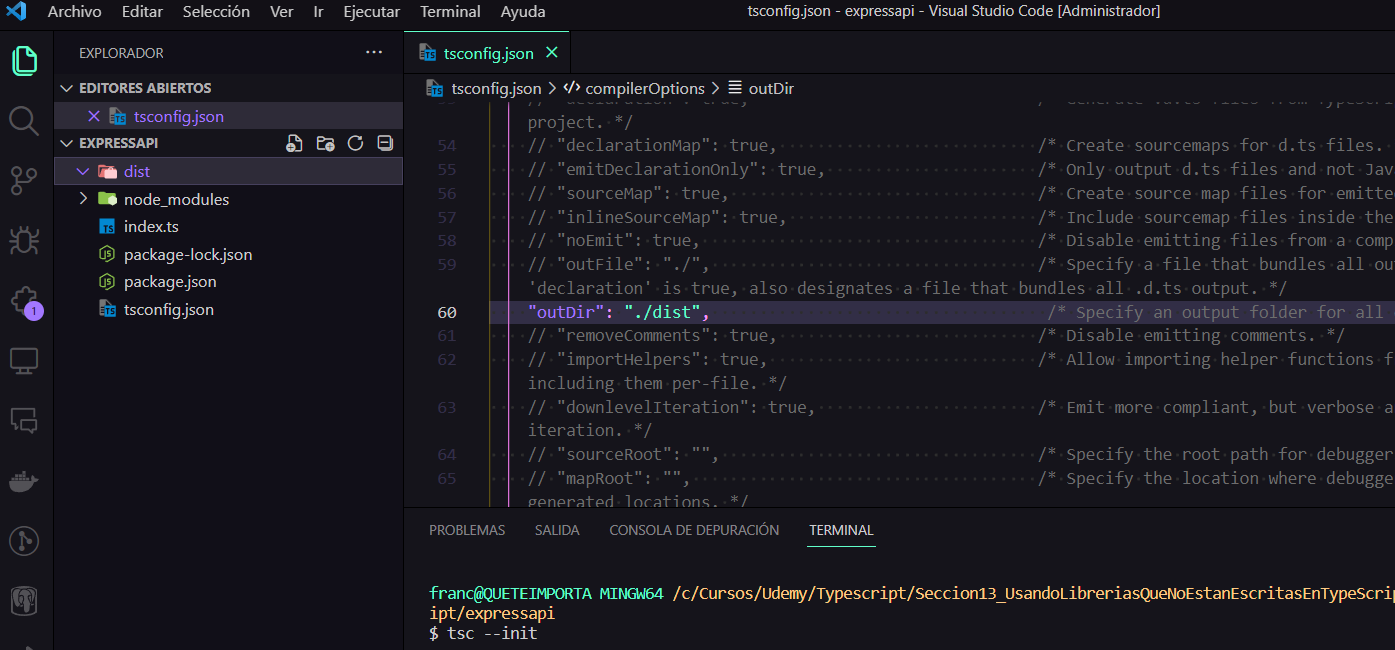 Archivo Editar Selección Ver Ir Ejecutar Terminal Ayuda
tsconfig.json - expressapi - Visual Studio Code [Administrador]
EXPLORADOR
EDITORES ABIERTOS
tsconfig.json
EXPRESSAPI
dist
node_modules
index.ts
package-lock.json
package.json
tsconfig.json
1
tsconfig.json
tsconfig.json > compilerOptions > outDir
project. */
54 // "declarationMap": true, /* Create sourcemaps for d.ts files.
55 // "emitDeclarationOnly": true, /* Only output d.ts files and not Jav
56 // "sourceMap": true, /* Create source map files for emitte
57 // "inlineSourceMap": true, /* Include sourcemap files inside the
58 // "noEmit": true, /* Disable emitting files from a comp
59 // "outFile": "./", /* Specify a file that bundles all ou
'declaration' is true, also designates a file that bundles all .d.ts output. */
60 "outDir": "./dist", /* Specify an output folder for all
61 // "removeComments": true, /* Disable emitting comments. */
62 // "importHelpers": true, /* Allow importing helper functions f
including them per-file. */
63 // "downlevelIteration": true, /* Emit more compliant, but verbose a
iteration. */
64 // "sourceRoot": "", /* Specify the root path for debugger
65 // "mapRoot": "", /* Specify the location where debugge
generated locations. */
PROBLEMAS SALIDA CONSOLA DE DEPURACIÓN TERMINAL
franc@QUETEIMPORTA MINGW64 /c/Cursos/Udemy/Typescript/Seccion13_UsandoLibreriasQueNoEstanEscritasEnTypeScri
ipt/expressapi
$ tsc --init